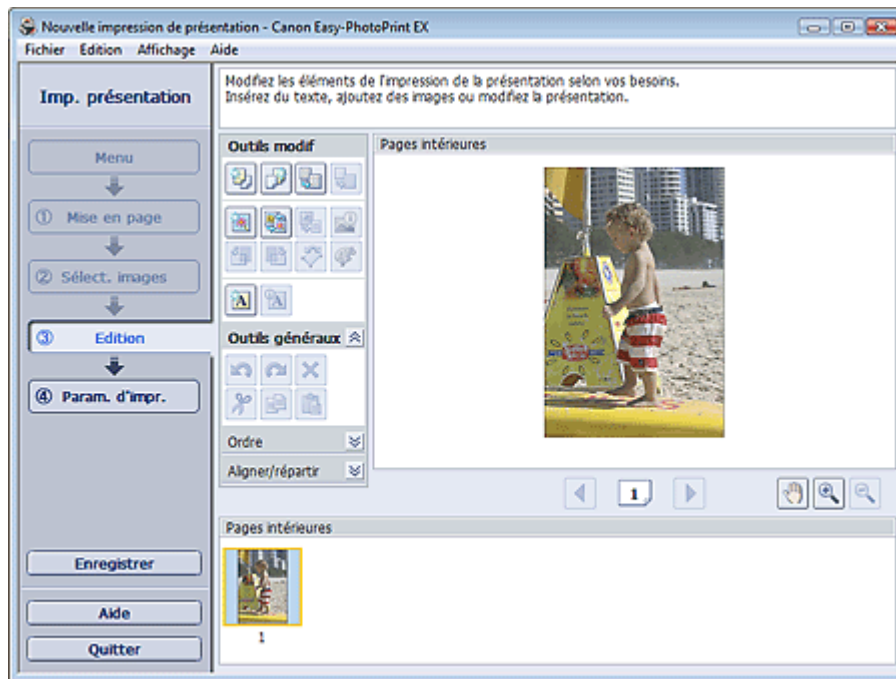 Nouvelle impression de présentation - Canon Easy-PhotoPrint EX
Fichier Edition Affichage Aide
Imp. présentation
Modifiez les éléments de l'impression de la présentation selon vos besoins.
Insérez du texte, ajoutez des images ou modifiez la présentation.
Menu
① Mise en page
② Sélect. images
③ Edition
④ Param. d'impr.
Enregistrer
Aide
Quitter
Outils modif
A
A
Outils généraux
Ordre
Aligner/répartir
Pages intérieures
1
Pages intérieures
1